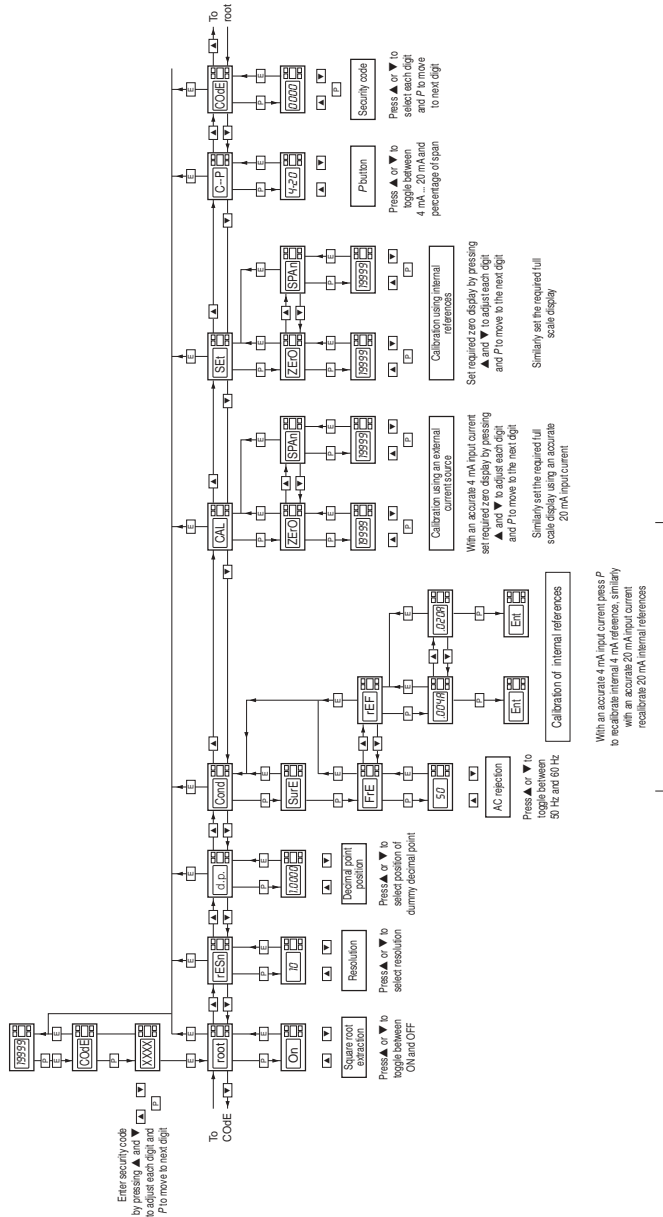 19999
P
E
E
COdE
P
E
XXXX
P
E
Enter security code
by pressing ▲ and ▼
to adjust each digit and
P to move to next digit
▲ ▼
P
To
COdE
▼
root
P
E
On
▲ ▼
Square root
extraction
Press ▲ or ▼ to
toggle between
ON and OFF
E
▲
▼
rESn
P
E
10
▲ ▼
Resolution
Press ▲ or ▼ to
select resolution
E
▲
▼
d.p.
P
E
1.0000
▲ ▼
Decimal point
position
Press ▲ or ▼ to
select position of
dummy decimal point
E
▲
▼
Cond
P
E
SurE
P
E
FrE
P
E
50
▲ ▼
AC rejection
Press ▲ or ▼ to
toggle between
50 Hz and 60 Hz
▲
▼
rEF
E
P
E
.004A
P
Ent
▲
▼
E
.020A
P
Ent
Calibration of internal references
With an accurate 4 mA input current press P
to recalibrate internal 4 mA reference, similarly
with an accurate 20 mA input current
recalibrate 20 mA internal references
E
▲
▼
CAL
P
E
ZErO
P
E
19999
▲ ▼
P
▲
▼
SPAn
P
E
19999
▲ ▼
P
Calibration using an external
current source
With an accurate 4 mA input current
set required zero display by pressing
▲ and ▼ to adjust each digit
and P to move to the next digit
Similarly set the required full
scale display using an accurate
20 mA input current
E
▲
▼
SEt
P
E
ZErO
P
E
19999
▲ ▼
P
▲
▼
SPAn
P
E
19999
▲ ▼
P
Calibration using internal
references
Set required zero display by pressing
▲ and ▼ to adjust each digit
and P to move to the next digit
Similarly set the required full
scale display
E
▲
▼
C-P
P
E
4-20
▲ ▼
P button
Press ▲ or ▼ to
toggle between
4 mA ... 20 mA and
percentage of span
E
▲
▼
COdE
P
E
0.000
▲ ▼
P
Security code
Press ▲ or ▼ to
select each digit
and P to move
to next digit
▲
To
root